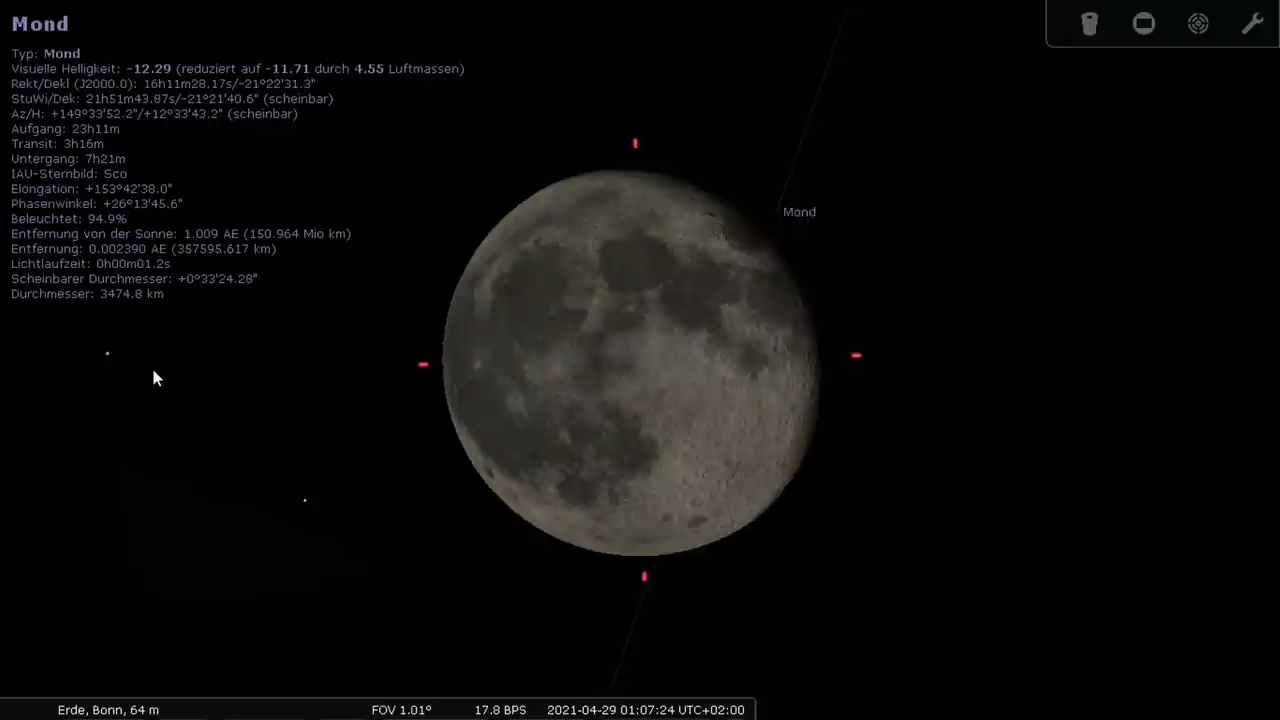 Mond
Typ: Mond
Visuelle Helligkeit: -12.29 (reduziert auf -11.71 durch 4.55 Luftmassen)
Rekt/Dekl (J2000.0): 16h11m28.17s/-21°22'31.3"
StuWi/Dek: 21h51m43.87s/-21°21'40.6" (scheinbar)
Az/H: +149°33'52.2"/+12°33'43.2" (scheinbar)
Aufgang: 23h11m
Transit: 3h16m
Untergang: 7h21m
IAU-Sternbild: Sco
Elongation: +153°42'38.0"
Phasenwinkel: +26°13'45.6"
Beleuchtet: 94.9%
Entfernung von der Sonne: 1.009 AE (150.964 Mio km)
Entfernung: 0.002390 AE (357595.617 km)
Lichtlaufzeit: 0h00m01.2s
Scheinbarer Durchmesser: +0°33'24.28"
Durchmesser: 3474.8 km
Mond
Erde, Bonn, 64 m FOV 1.01° 17.8 BPS 2021-04-29 01:07:24 UTC+02:00